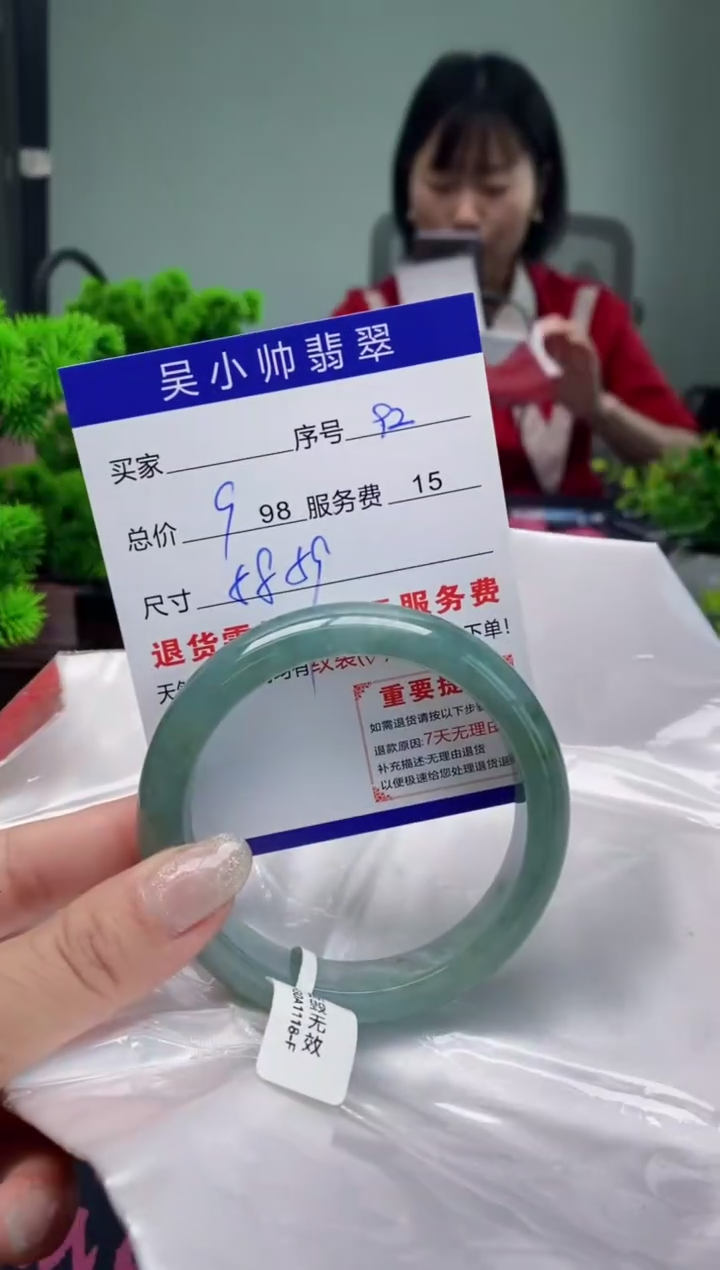 吴小帅翡翠
买家 序号 92
总价 9 98 服务费 15
尺寸
退货 服务费
下单!
重要提
如需退货请按以下步
退款原因:7天无理由
补充描述:无理由退货
以便极速给您处理退货退
毁无效